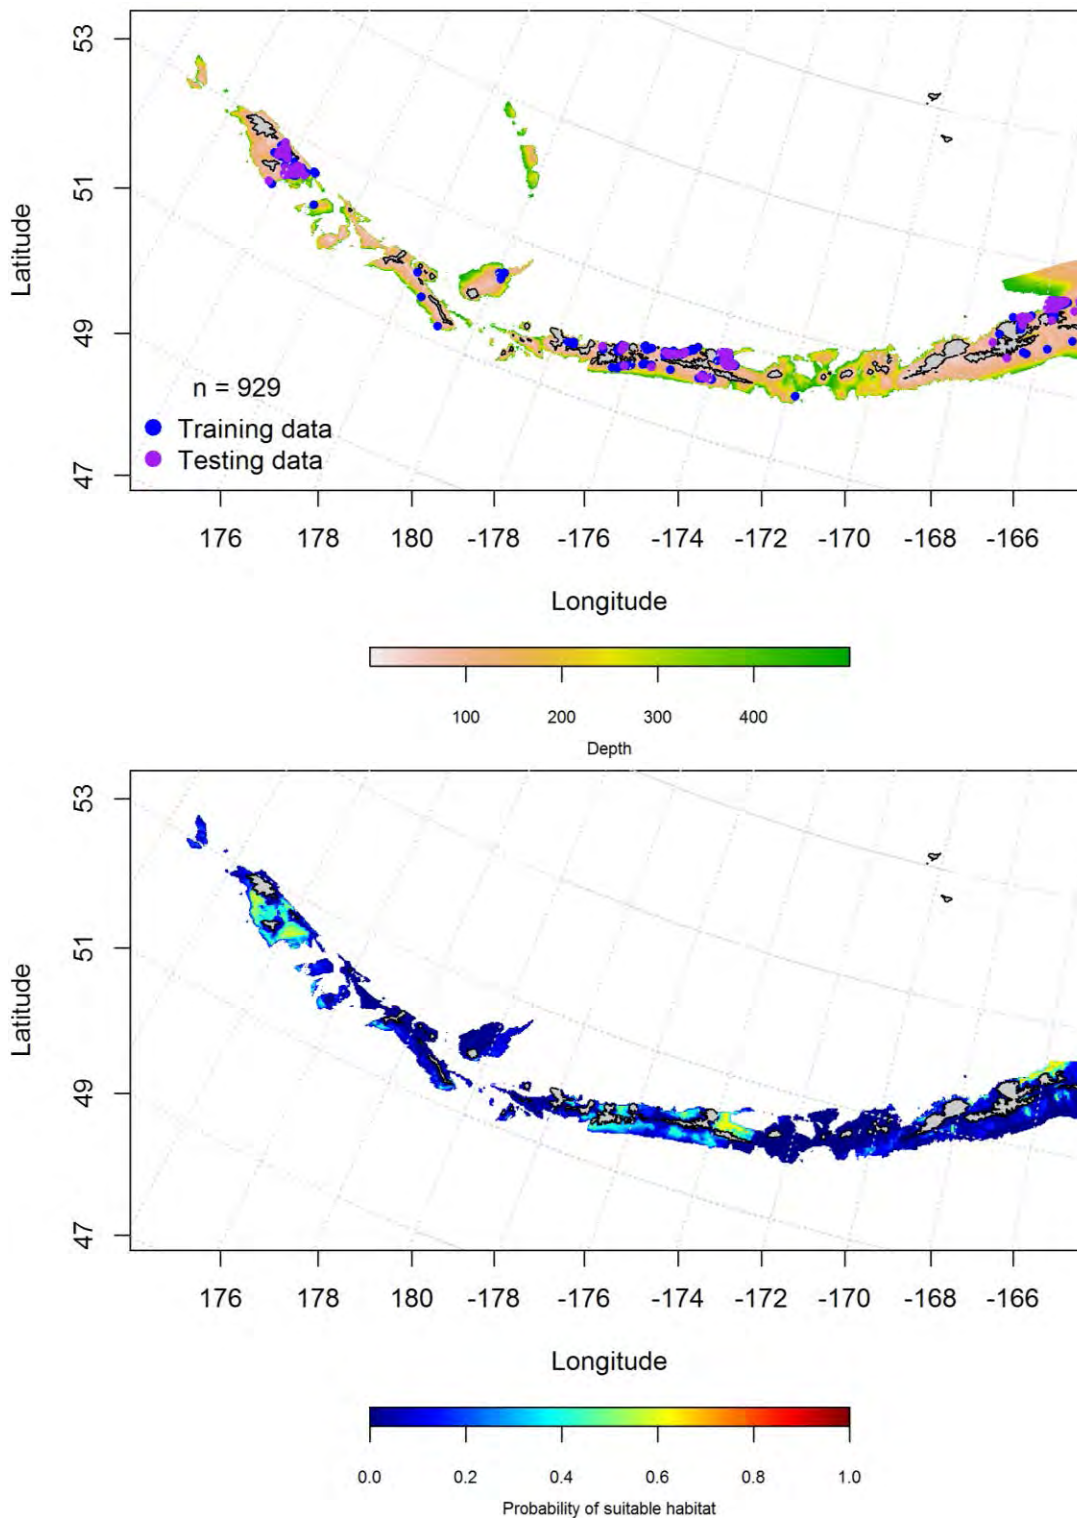 53
51
49
47
Latitude
n = 929
Training data
Testing data
176 178 180 -178 -176 -174 -172 -170 -168 -166
Longitude
100 200 300 400
Depth
53
51
49
47
Latitude
176 178 180 -178 -176 -174 -172 -170 -168 -166
Longitude
0.0 0.2 0.4 0.6 0.8 1.0
Probability of suitable habitat